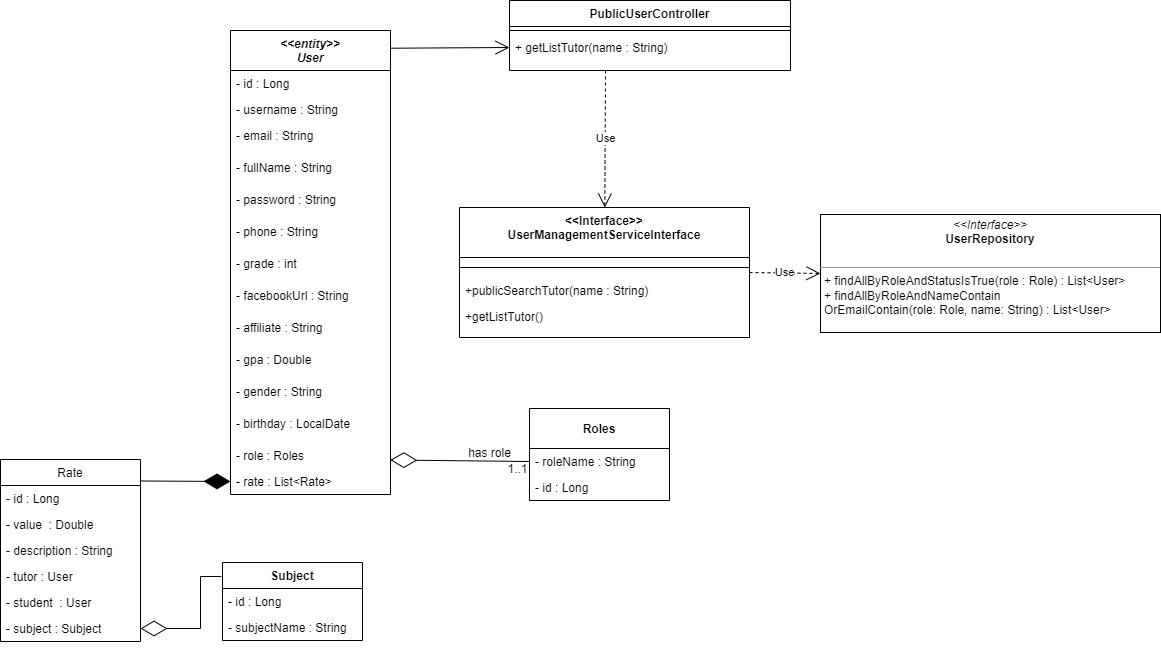 PublicUserController
+ getListTutor(name : String)
<<entity>>
User
- id : Long
- username : String
- email : String
- fullName : String
- password : String
- phone : String
- grade : int
- facebookUrl : String
- affiliate : String
- gpa : Double
- gender : String
- birthday : LocalDate
- role : Roles
- rate : List<Rate>
Use
<<Interface>>
UserManagementServiceInterface
+publicSearchTutor(name : String)
+getListTutor()
Use
<<Interface>>
UserRepository
+ findAllByRoleAndStatusIsTrue(role : Role) : List<User>
+ findAllByRoleAndNameContain
OrEmailContain(role: Role, name: String) : List<User>
has role
1..1
Roles
- roleName : String
- id : Long
Rate
- id : Long
- value  : Double
- description : String
- tutor : User
- student  : User
- subject : Subject
Subject
- id : Long
- subjectName : String